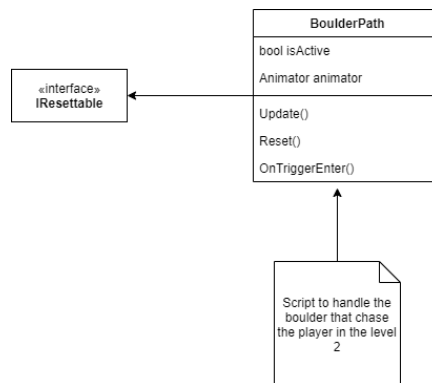 BoulderPath
bool isActive
Animator animator
«interface»
IResettable
Update()
Reset()
OnTriggerEnter()
Script to handle the
boulder that chase
the player in the level
2